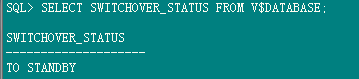 SQL> SELECT SWITCHOVER_STATUS FROM V$DATABASE;
SWITCHOVER_STATUS
--------------------
TO STANDBY